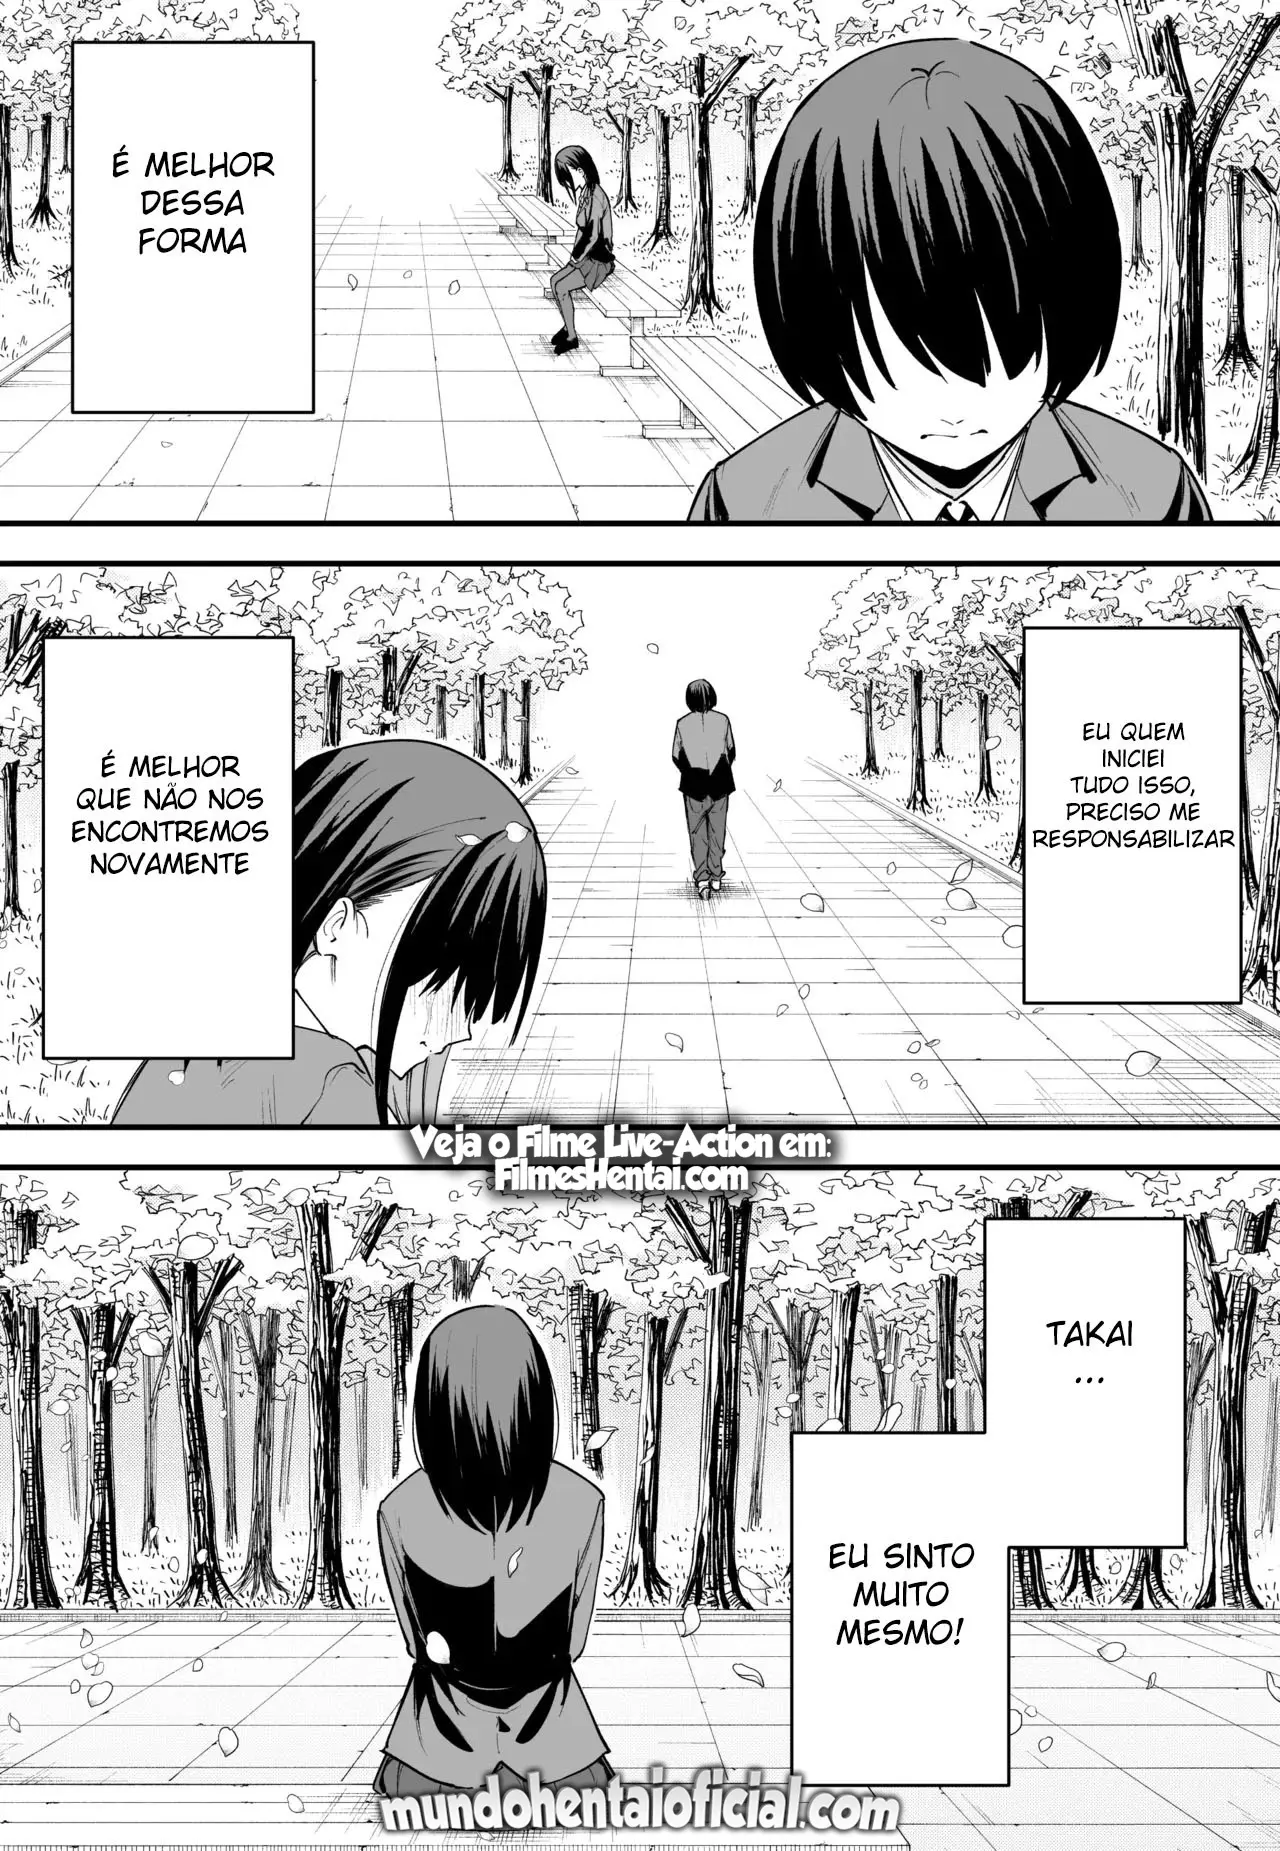 É MELHOR
DESSA
FORMA
EU QUEM
INICIEI
TUDO ISSO,
PRECISO ME
RESPONSABILIZAR
É MELHOR
QUE NÃO NOS
ENCONTREMOS
NOVAMENTE
Veja o Filme Live-Action em:
FilmesHentai.com
TAKAI
...
EU SINTO
MUITO
MESMO!
mundohentaioficial.com